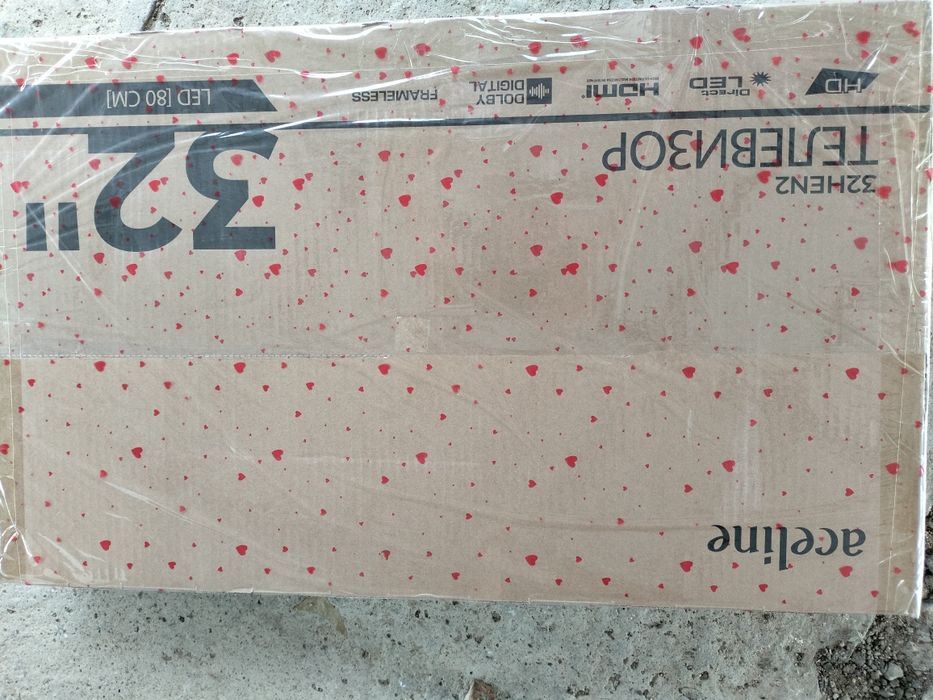 aceline
32HEN2
ТЕЛЕВИЗОР
32"
HD
Direct
LED
HDMI
DOLBY
DIGITAL
FRAMELESS
LED [80 CM]